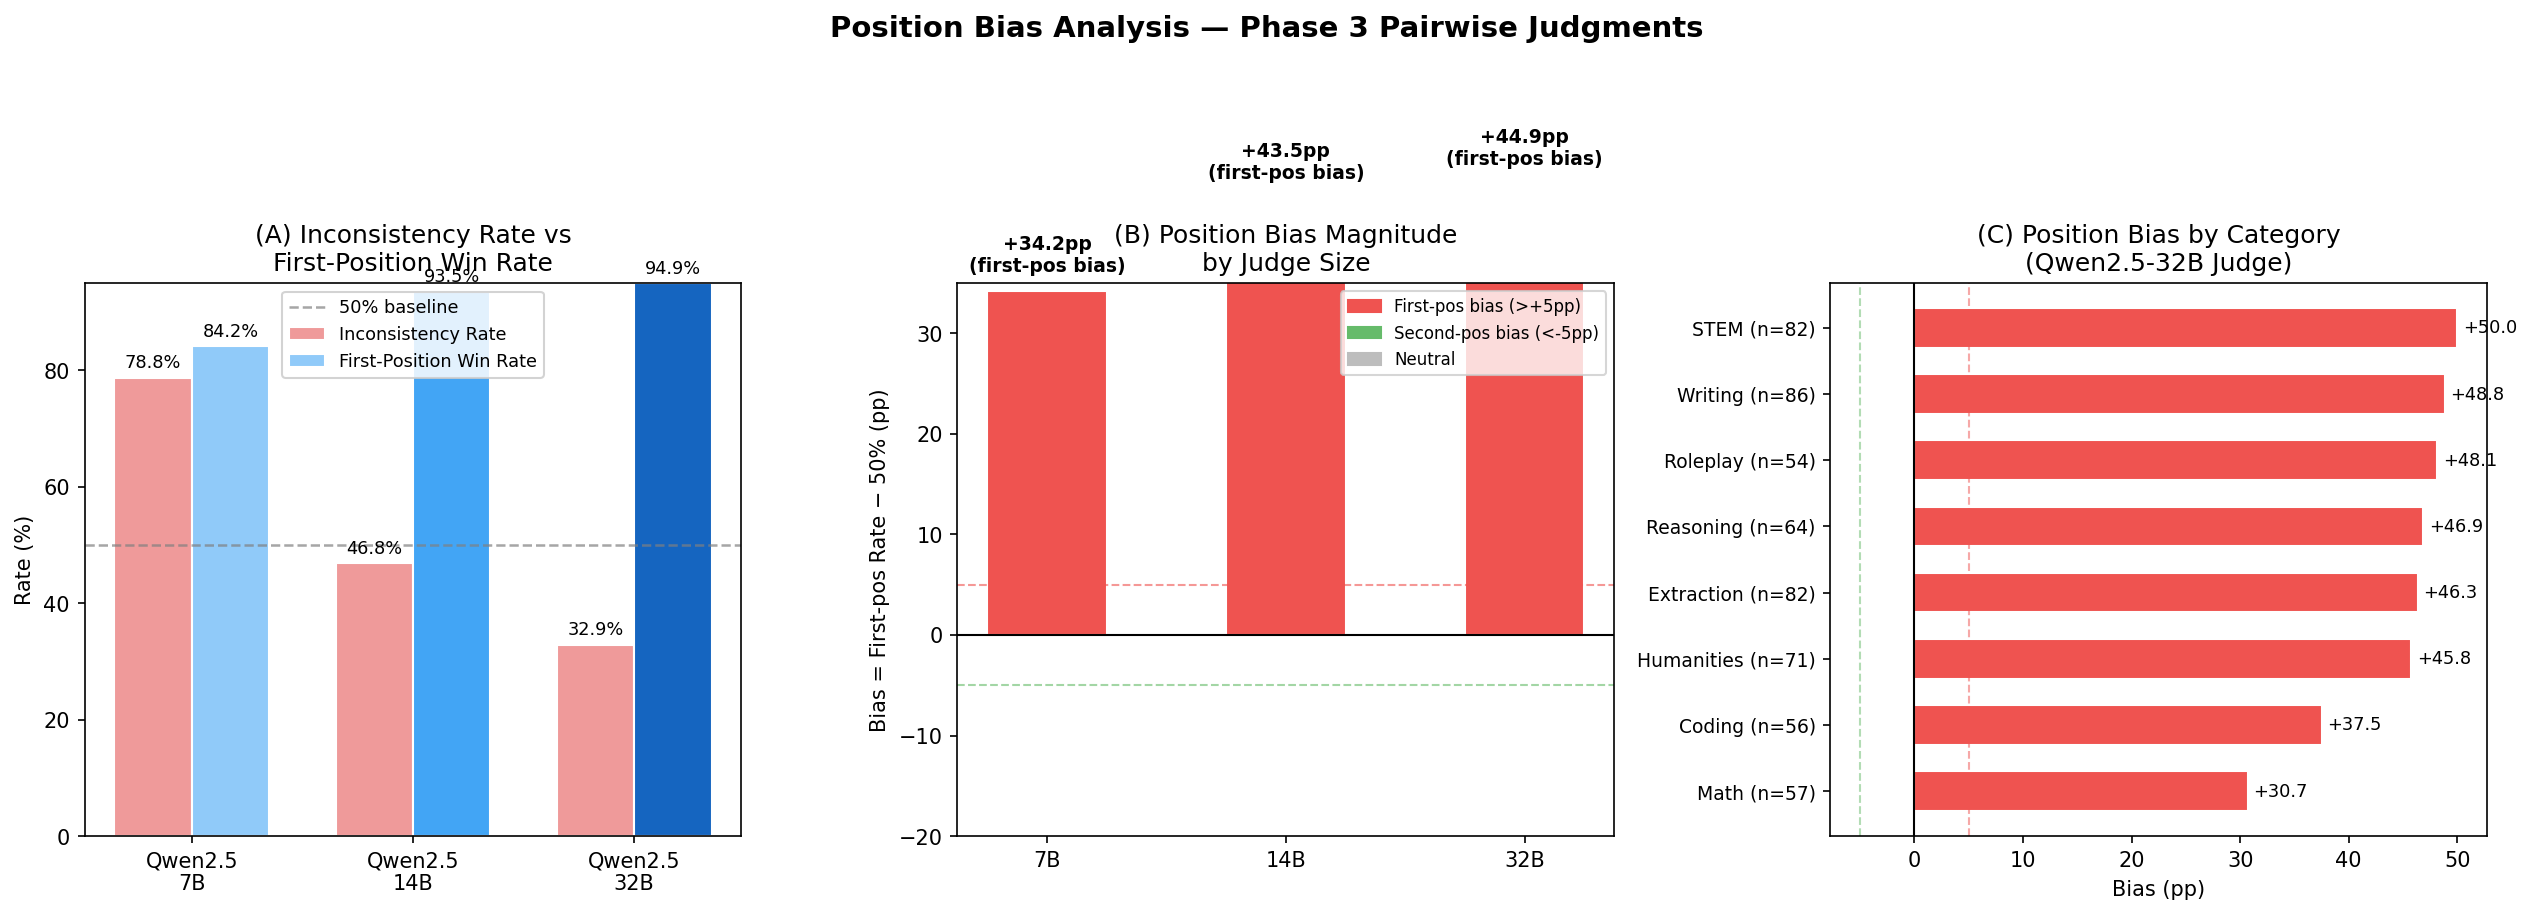 Position Bias Analysis — Phase 3 Pairwise Judgments
(A) Inconsistency Rate vs
First-Position Win Rate
Rate (%)
0
20
40
60
80
50% baseline
Inconsistency Rate
First-Position Win Rate
78.8%
84.2%
46.8%
93.5%
32.9%
94.9%
Qwen2.5
7B
Qwen2.5
14B
Qwen2.5
32B
(B) Position Bias Magnitude
by Judge Size
Bias = First-pos Rate − 50% (pp)
30
20
10
0
−10
−20
+34.2pp
(first-pos bias)
+43.5pp
(first-pos bias)
+44.9pp
(first-pos bias)
First-pos bias (>+5pp)
Second-pos bias (<-5pp)
Neutral
7B
14B
32B
(C) Position Bias by Category
(Qwen2.5-32B Judge)
STEM (n=82)
+50.0
Writing (n=86)
+48.8
Roleplay (n=54)
+48.1
Reasoning (n=64)
+46.9
Extraction (n=82)
+46.3
Humanities (n=71)
+45.8
Coding (n=56)
+37.5
Math (n=57)
+30.7
0
10
20
30
40
50
Bias (pp)